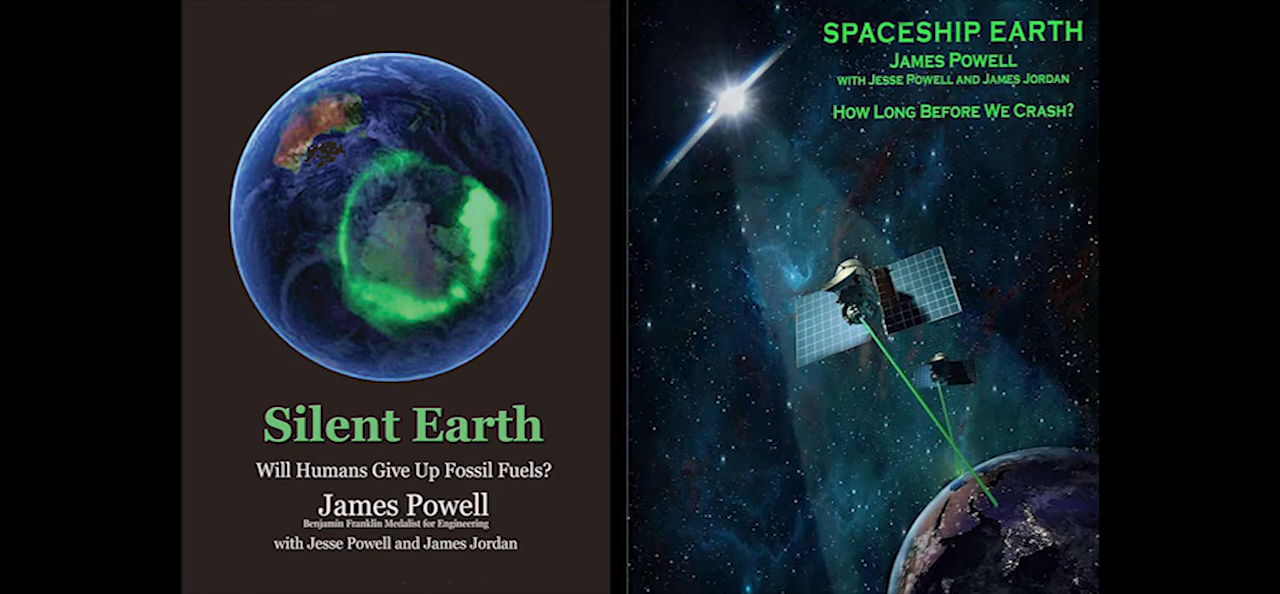 Silent Earth
Will Humans Give Up Fossil Fuels?
James Powell
Benjamin Franklin Medalist for Engineering
with Jesse Powell and James Jordan
SPACESHIP EARTH
JAMES POWELL
WITH JESSE POWELL AND JAMES JORDAN
HOW LONG BEFORE WE CRASH?